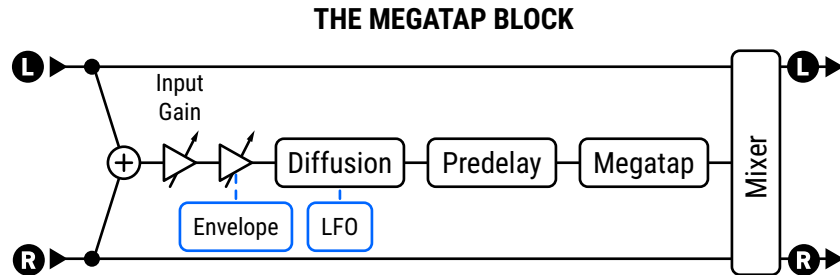 THE MEGATAP BLOCK
L
L
Input
Gain
+
Diffusion
Predelay
Megatap
Mixer
Envelope
LFO
R
R